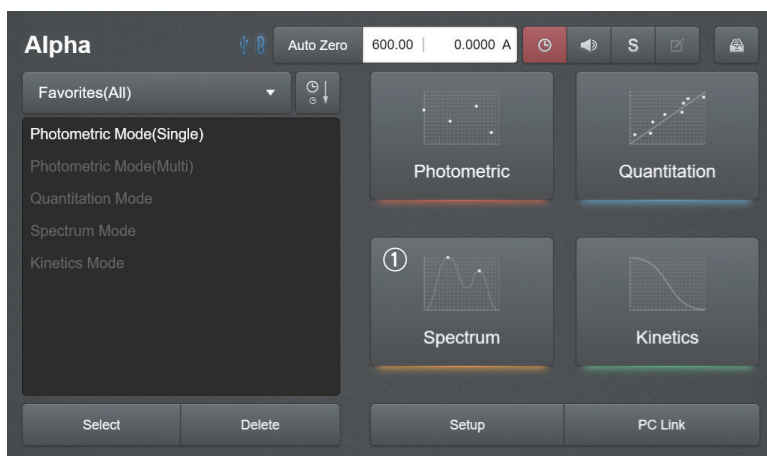 Alpha
Auto Zero
600.00
0.0000 A
S
Favorites(All)
Photometric Mode(Single)
Photometric Mode(Multi)
Quantitation Mode
Spectrum Mode
Kinetics Mode
Select
Delete
Photometric
Quantitation
①
Spectrum
Kinetics
Setup
PC Link